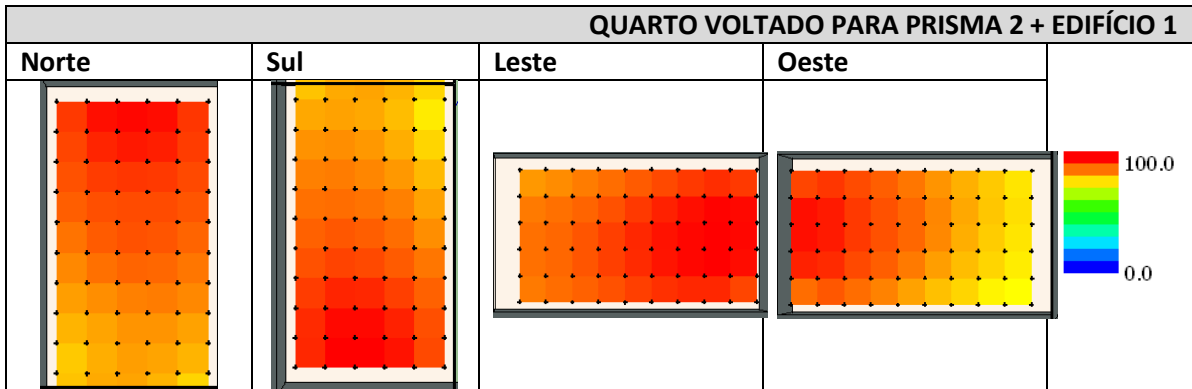 QUARTO VOLTADO PARA PRISMA 2 + EDIFÍCIO 1
Norte Sul Leste Oeste
100.0
0.0